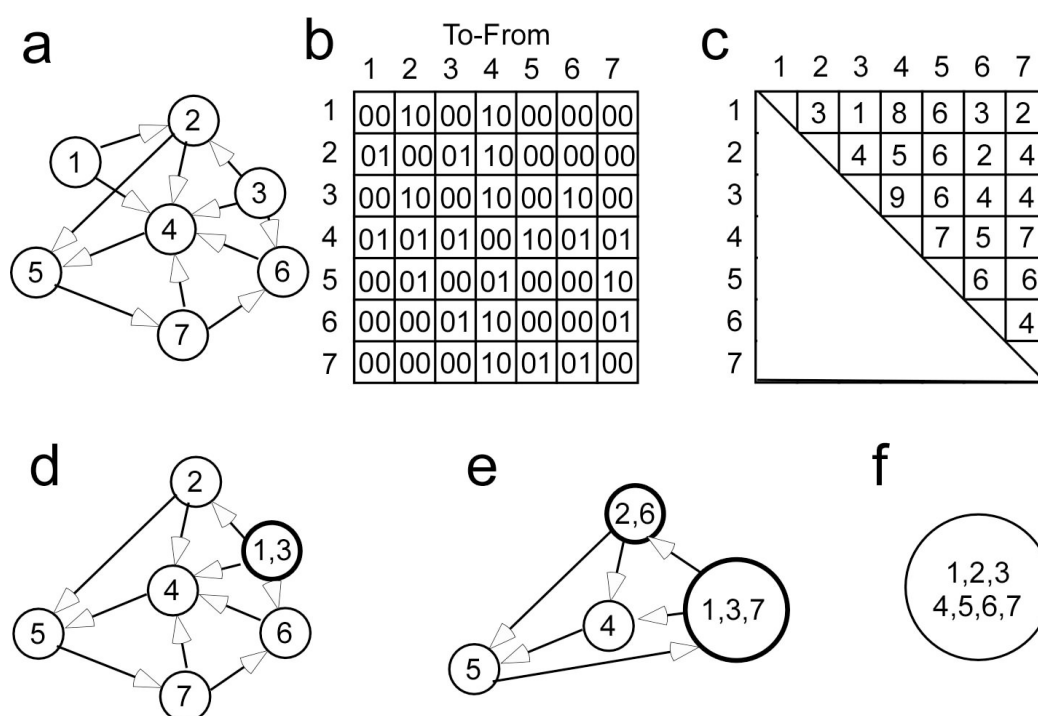 a
2
1
3
4
5
6
7
b
To-From
1 2 3 4 5 6 7
1 00 10 00 10 00 00 00
2 01 00 01 10 00 00 00
3 00 10 00 10 00 10 00
4 01 01 01 00 10 01 01
5 00 01 00 01 00 00 10
6 00 00 01 10 00 00 01
7 00 00 00 10 01 01 00
c
1 2 3 4 5 6 7
1 3 1 8 6 3 2
2 4 5 6 2 4
3 9 6 4 4
4 7 5 7
5 6 6
6 4
7
d
2
1,3
4
5
6
7
e
2,6
1,3,7
4
5
f
1,2,3
4,5,6,7